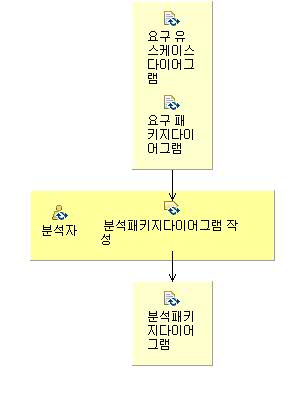 요구 유
스케이스
다이어그
램
요구 패
키지다이
어그램
분석자
분석패키지다이어그램 작
성
분석패키
지다이어
그램